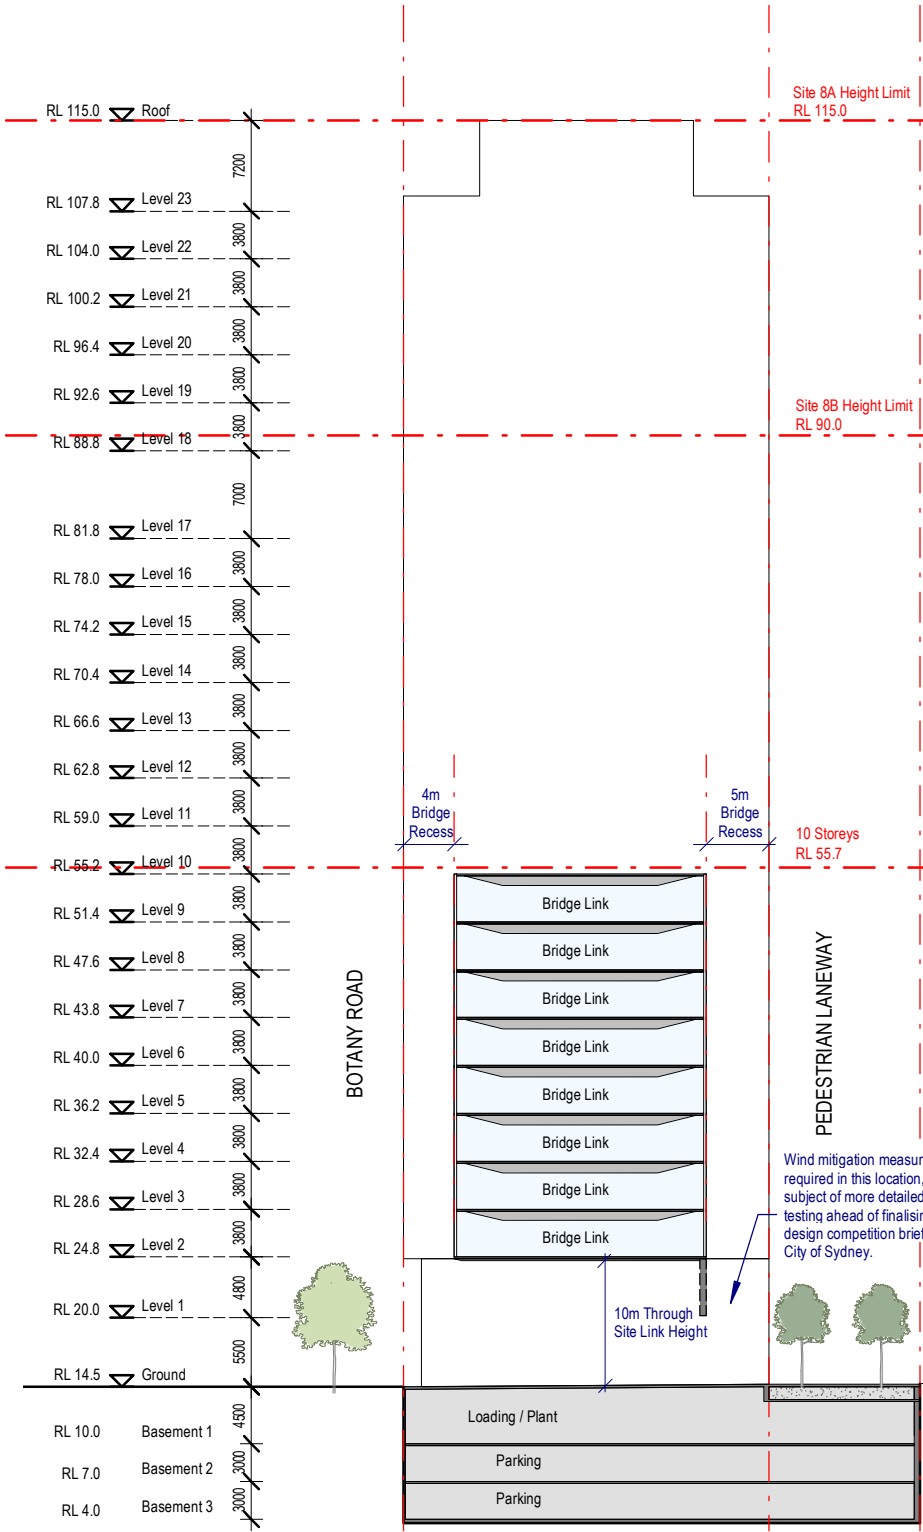 Site 8A Height Limit
RL 115.0
RL 115.0 Roof
7200
RL 107.8 Level 23
3800
RL 104.0 Level 22
3800
RL 100.2 Level 21
3800
RL 96.4 Level 20
3800
RL 92.6 Level 19
3800
Site 8B Height Limit
RL 90.0
RL 88.8 Level 18
7000
RL 81.8 Level 17
3800
RL 78.0 Level 16
3800
RL 74.2 Level 15
3800
RL 70.4 Level 14
3800
RL 66.6 Level 13
3800
RL 62.8 Level 12
3800
4m
Bridge
Recess
5m
Bridge
Recess
RL 59.0 Level 11
3800
10 Storeys
RL 55.7
RL 55.2 Level 10
3800
Bridge Link
RL 51.4 Level 9
3800
Bridge Link
RL 47.6 Level 8
3800
Bridge Link
RL 43.8 Level 7
3800
Bridge Link
RL 40.0 Level 6
3800
Bridge Link
RL 36.2 Level 5
3800
Bridge Link
RL 32.4 Level 4
3800
Bridge Link
RL 28.6 Level 3
3800
Bridge Link
RL 24.8 Level 2
BOTANY ROAD
PEDESTRIAN LANEWAY
Wind mitigation measur
required in this location,
subject of more detailed
testing ahead of finalisin
design competition brief
City of Sydney.
4800
RL 20.0 Level 1
10m Through
Site Link Height
5500
RL 14.5 Ground
4500
Loading / Plant
RL 10.0 Basement 1
3000
Parking
RL 7.0 Basement 2
3000
Parking
RL 4.0 Basement 3